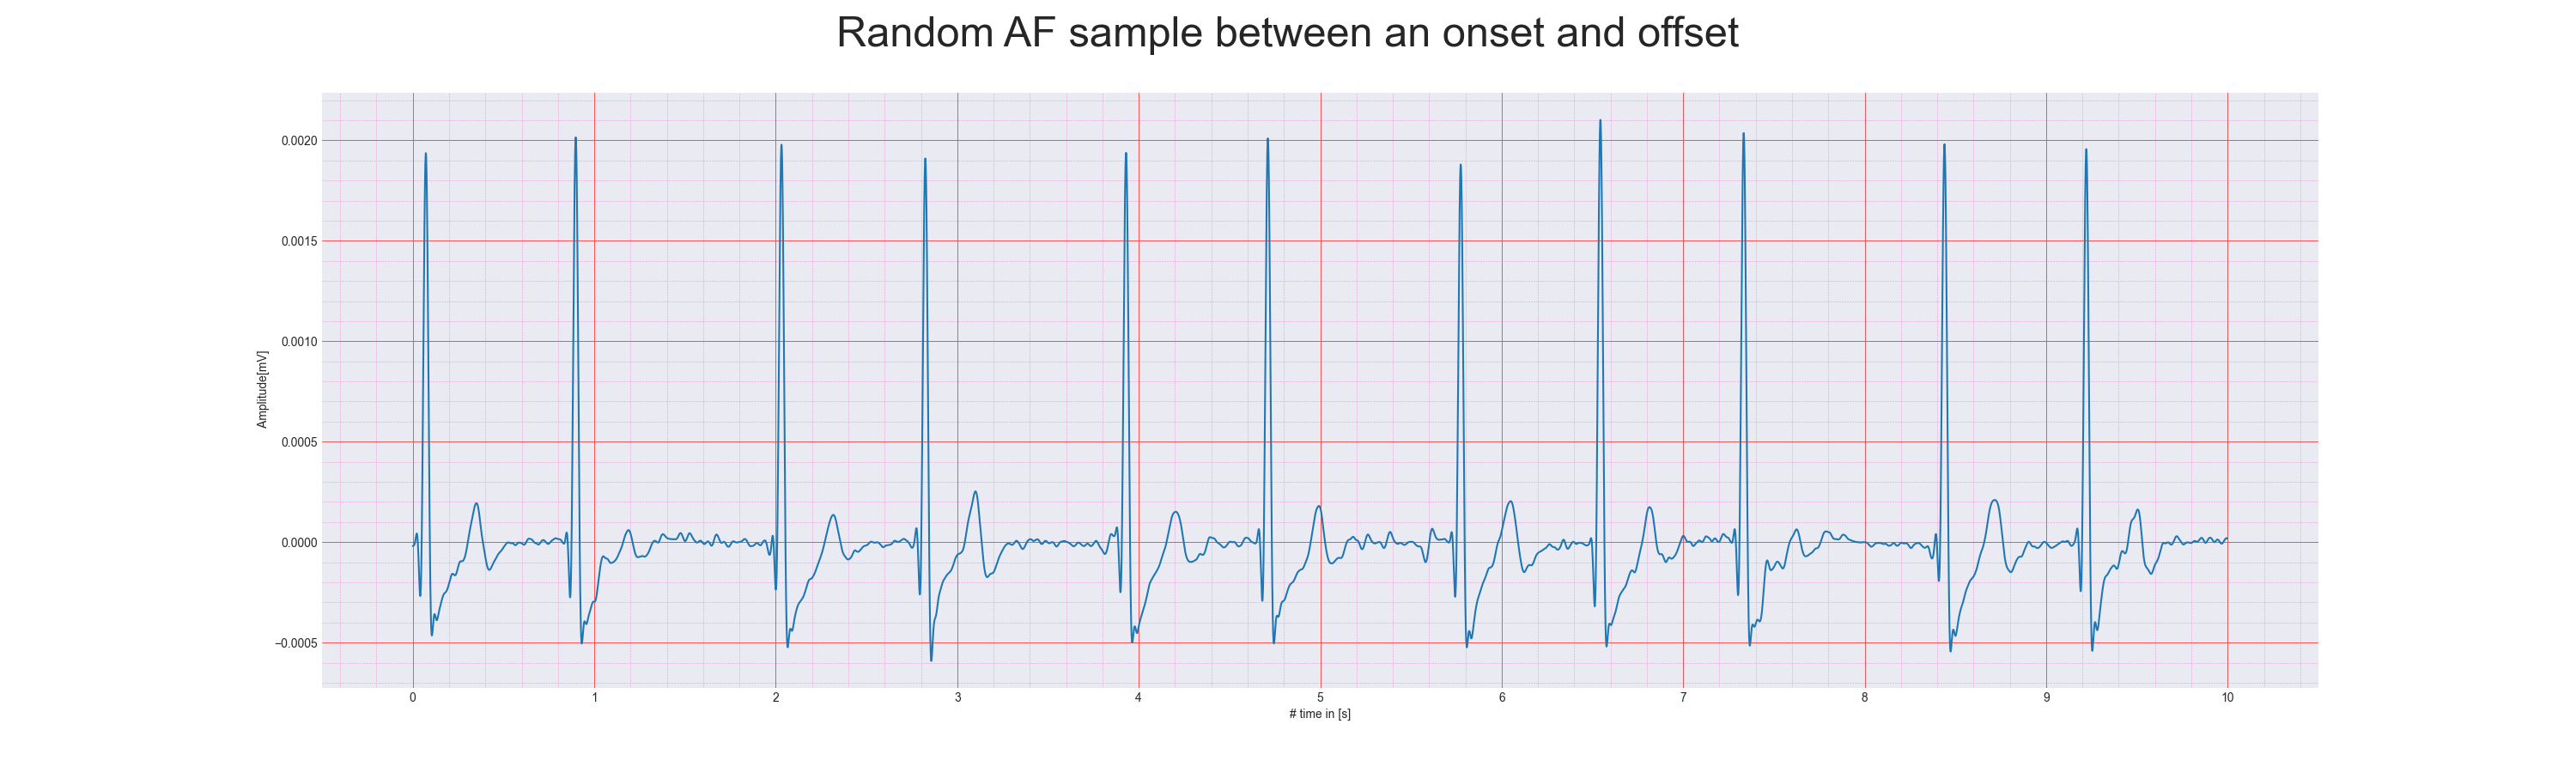 Random AF sample between an onset and offset
0.0020
0.0015
0.0010
0.0005
0.0000
−0.0005
Amplitude[mV]
0 1 2 3 4 5 6 7 8 9 10
# time in [s]